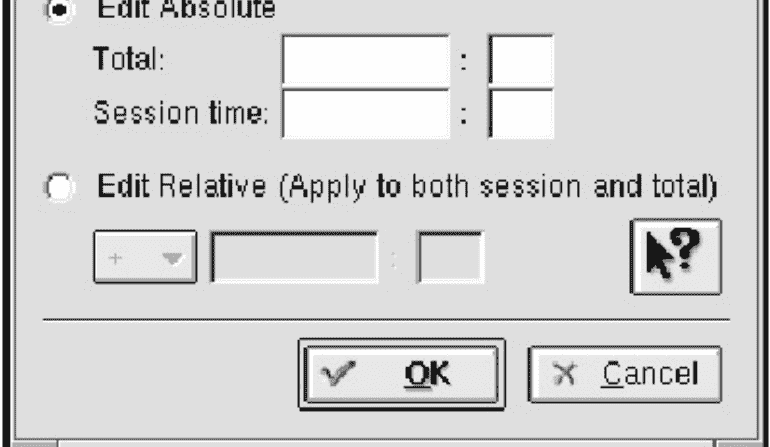 Edit Absolute
Total: :
Session time: :
Edit Relative (Apply to both session and total)
+ :
?
OK
Cancel